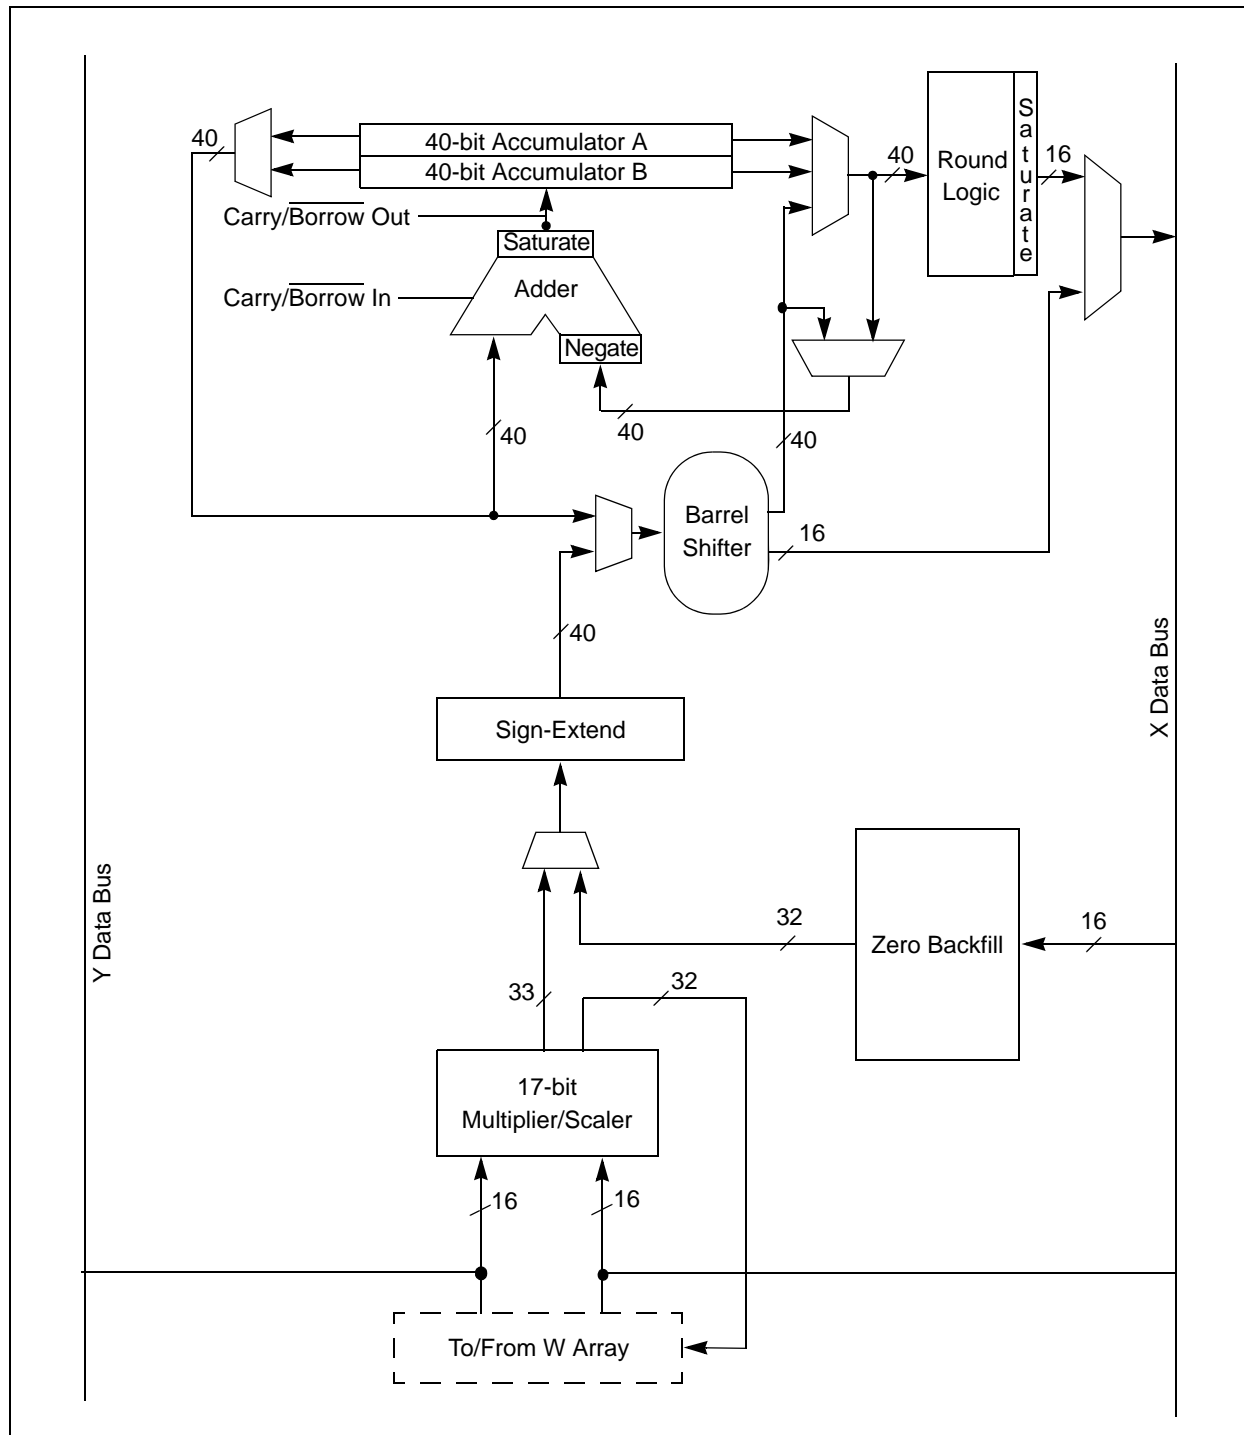 40
40-bit Accumulator A
40-bit Accumulator B
Carry/Borrow Out
Saturate
Carry/Borrow In
Adder
Negate
40
Round
Logic
Saturate
16
40
40
40
Barrel
Shifter
16
40
Sign-Extend
X Data Bus
Y Data Bus
32
Zero Backfill
16
33
32
17-bit
Multiplier/Scaler
16
16
To/From W Array